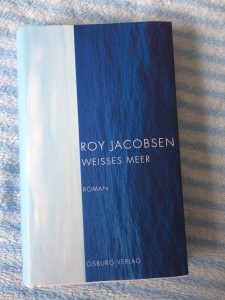 ROY JACOBSEN
WEISSES MEER
ROMAN
OSBURG VERLAG